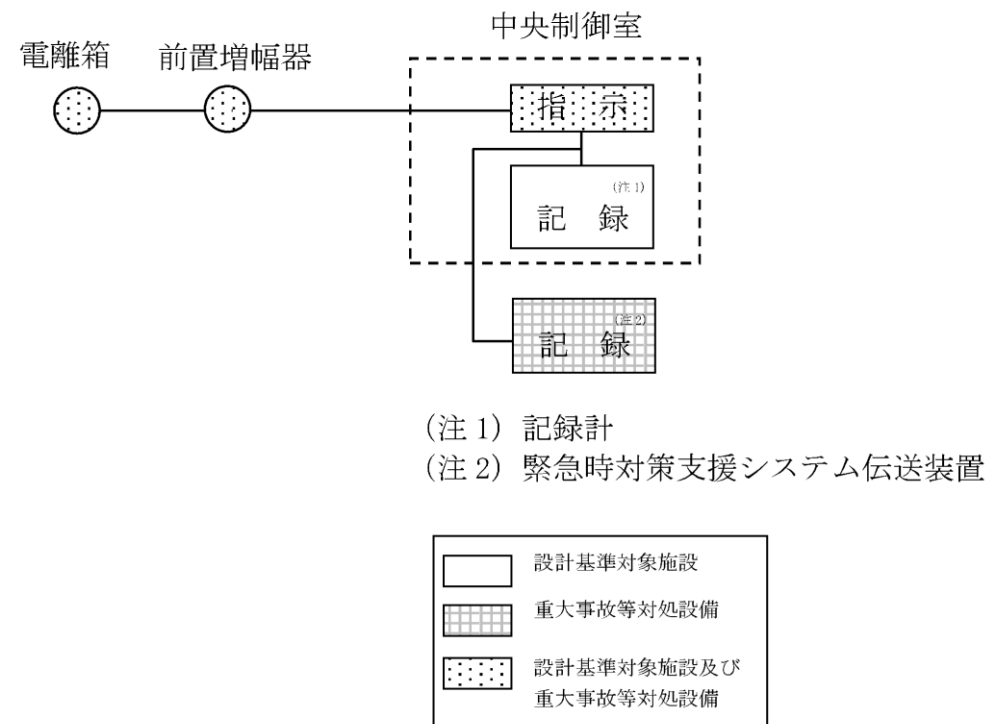 中央制御室
電離箱
前置増幅器
指 示
(注1)
記 録
(注2)
記 録
(注 1) 記録計
(注 2) 緊急時対策支援システム伝送装置
設計基準対象施設
重大事故等対処設備
設計基準対象施設及び
重大事故等対処設備